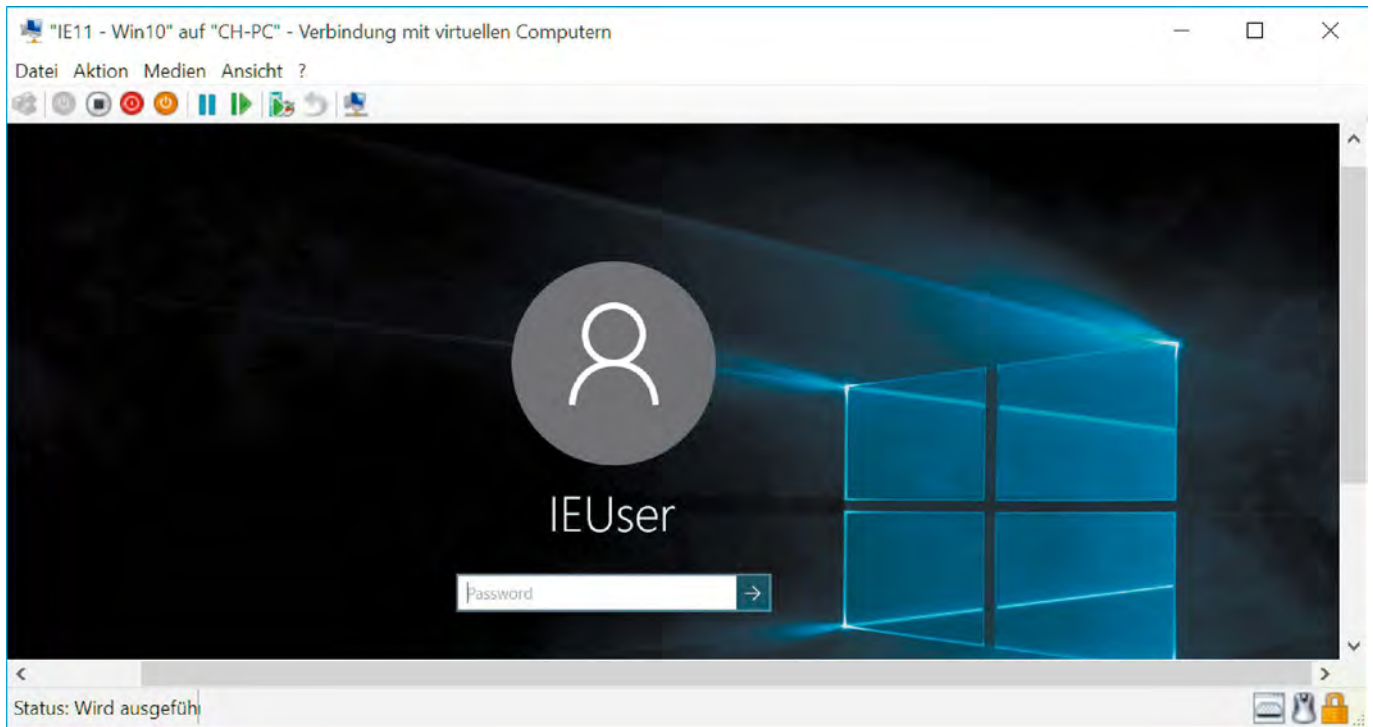 "IE11 - Win10" auf "CH-PC" - Verbindung mit virtuellen Computern
Datei Aktion Medien Ansicht ?
IEUser
Password
Status: Wird ausgefüh